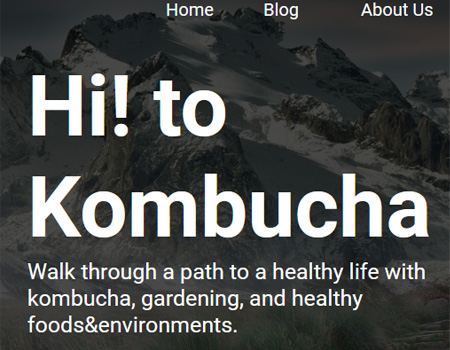 Home Blog About Us
Hi! to
Kombucha
Walk through a path to a healthy life with
kombucha, gardening, and healthy
foods&environments.